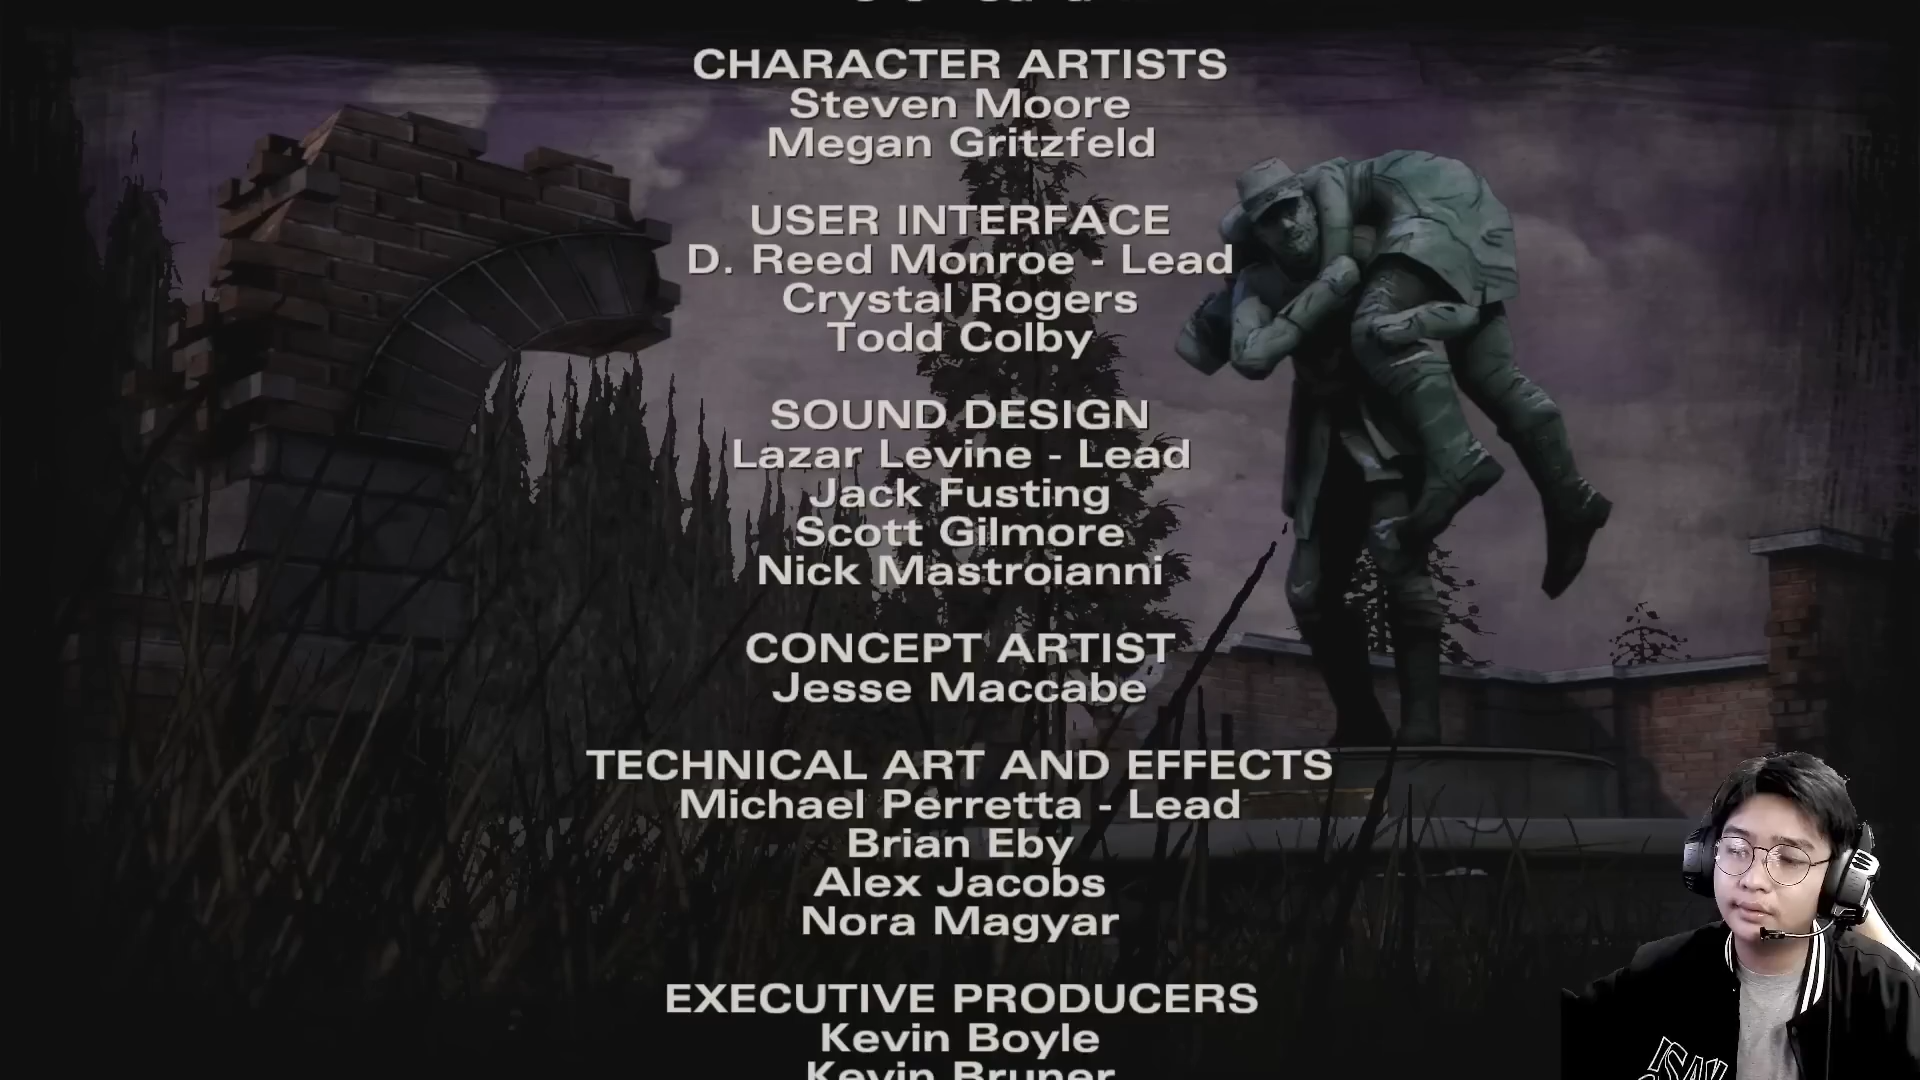 CHARACTER ARTISTS
Steven Moore
Megan Gritzfeld
USER INTERFACE
D. Reed Monroe - Lead
Crystal Rogers
Todd Colby
SOUND DESIGN
Lazar Levine - Lead
Jack Fusting
Scott Gilmore
Nick Mastroianni
CONCEPT ARTIST
Jesse Maccabe
TECHNICAL ART AND EFFECTS
Michael Perretta - Lead
Brian Eby
Alex Jacobs
Nora Magyar
EXECUTIVE PRODUCERS
Kevin Boyle
Kevin Bruner